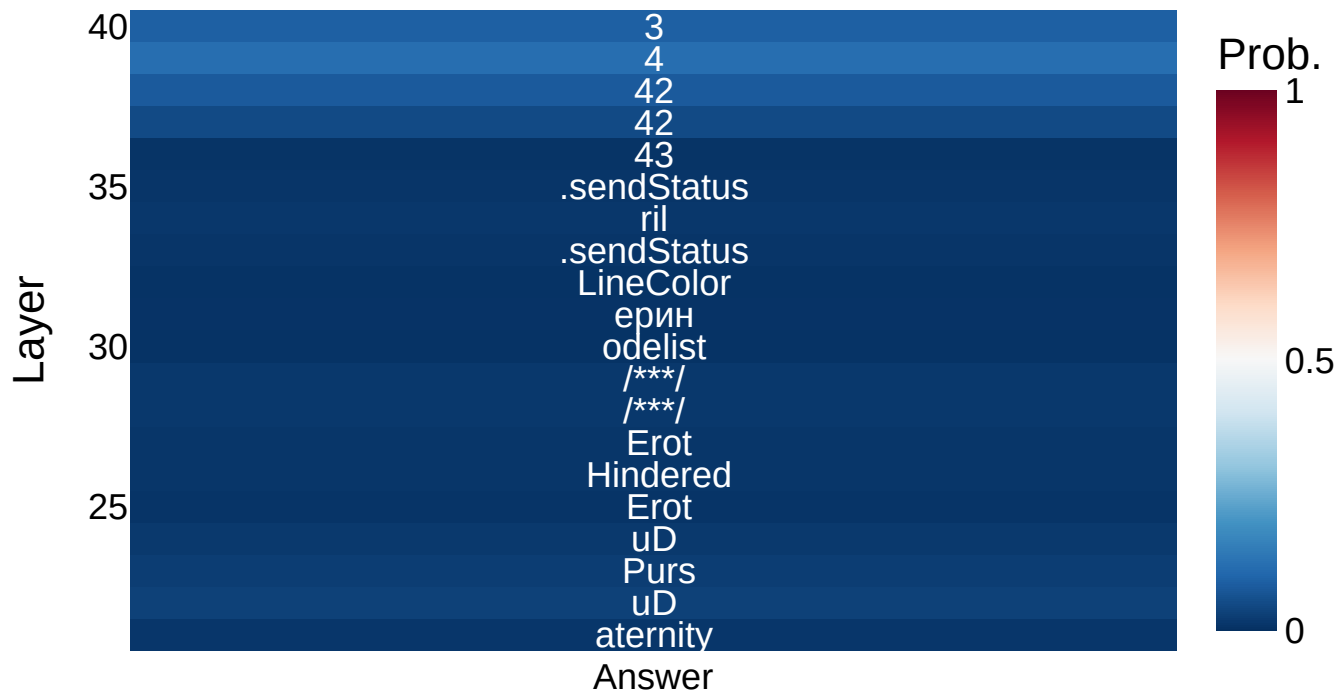 40
3
4
42
42
43
35
.sendStatus
ril
.sendStatus
LineColor
ерин
30
odelist
/***/
/***/
Erot
Hindered
25
Erot
uD
Purs
uD
aternity
Layer
Answer
Prob.
1
0.5
0